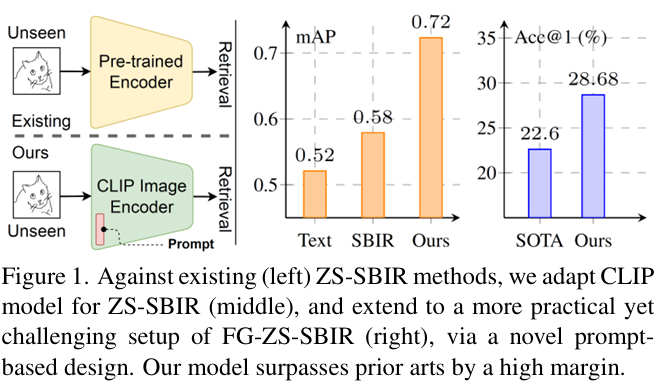 Unseen
Pre-trained
Encoder
Retrieval
Existing
Ours
CLIP Image
Encoder
Retrieval
Unseen
Prompt
mAP
0.7
0.6
0.5
0.52
0.58
0.72
Text SBIR Ours
Acc@1 (%)
35
30
25
20
22.6
28.68
SOTA Ours
Figure 1. Against existing (left) ZS-SBIR methods, we adapt CLIP
model for ZS-SBIR (middle), and extend to a more practical yet
challenging setup of FG-ZS-SBIR (right), via a novel prompt-
based design. Our model surpasses prior arts by a high margin.